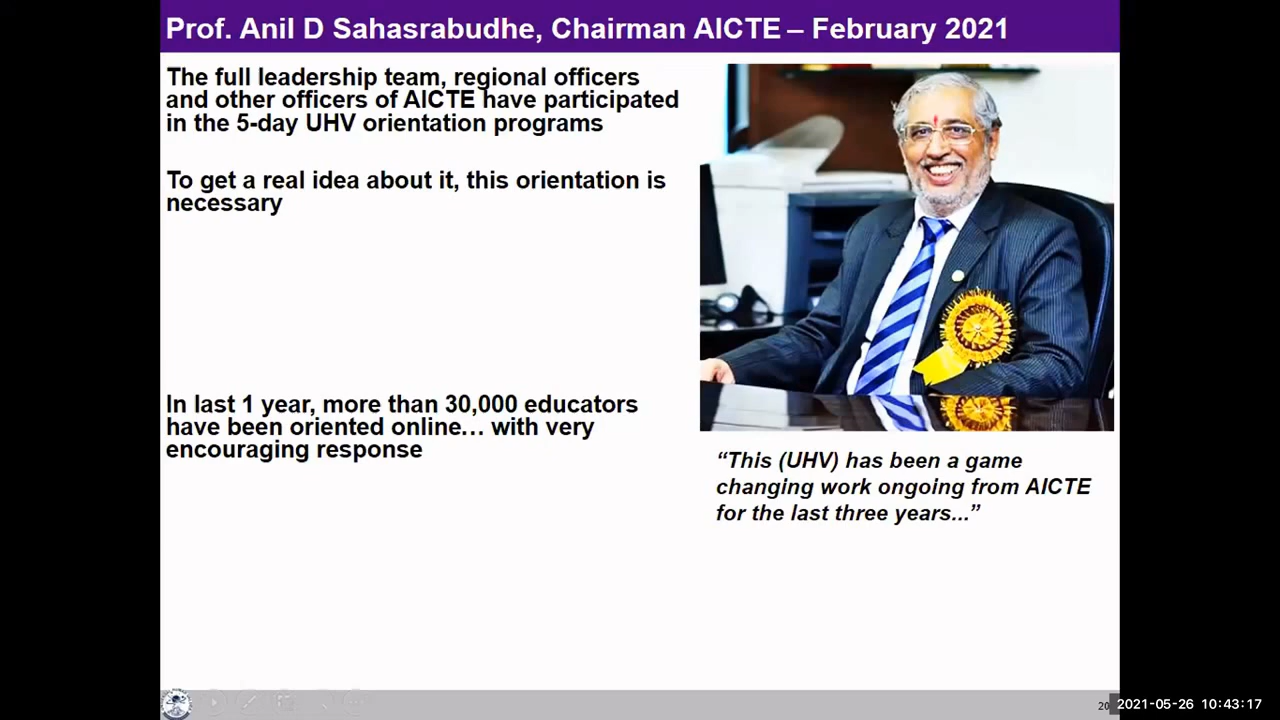 Prof. Anil D Sahasrabudhe, Chairman AICTE – February 2021
The full leadership team, regional officers
and other officers of AICTE have participated
in the 5-day UHV orientation programs
To get a real idea about it, this orientation is
necessary
In last 1 year, more than 30,000 educators
have been oriented online… with very
encouraging response
“This (UHV) has been a game
changing work ongoing from AICTE
for the last three years...”
20
2021-05-26 10:43:17